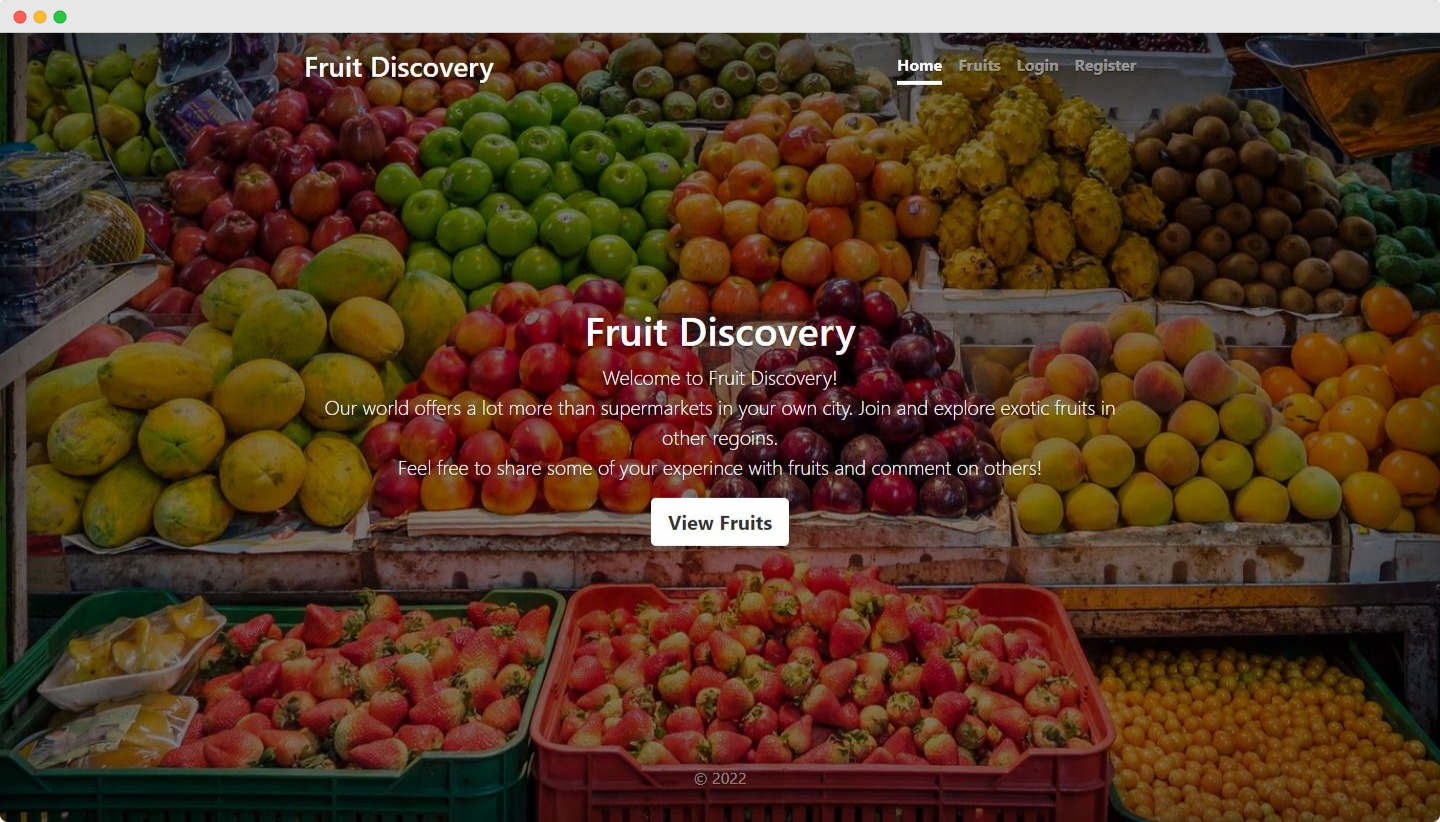 Fruit Discovery
Home Fruits Login Register
Fruit Discovery
Welcome to Fruit Discovery!
Our world offers a lot more than supermarkets in your own city. Join and explore exotic fruits in
other regoins.
Feel free to share some of your experince with fruits and comment on others!
View Fruits
© 2022